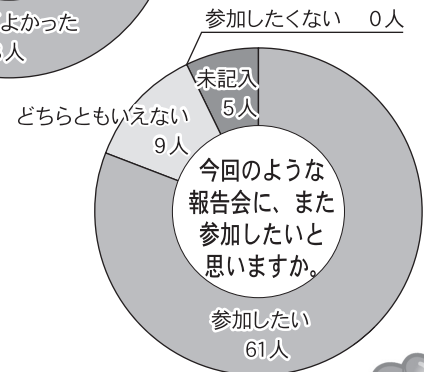 よかった
人
参加したくない　0人
未記入
5人
どちらともいえない
9人
今回のような
報告会に、また
参加したいと
思いますか。
参加したい
61人